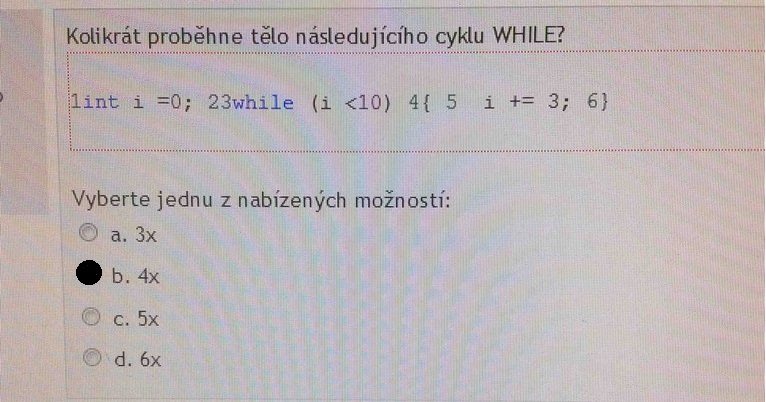 Kolikrát proběhne tělo následujícího cyklu WHILE?
1int i =0; 23while (i <10) 4{ 5  i += 3; 6}
Vyberte jednu z nabízených možností:
a. 3x
b. 4x
c. 5x
d. 6x